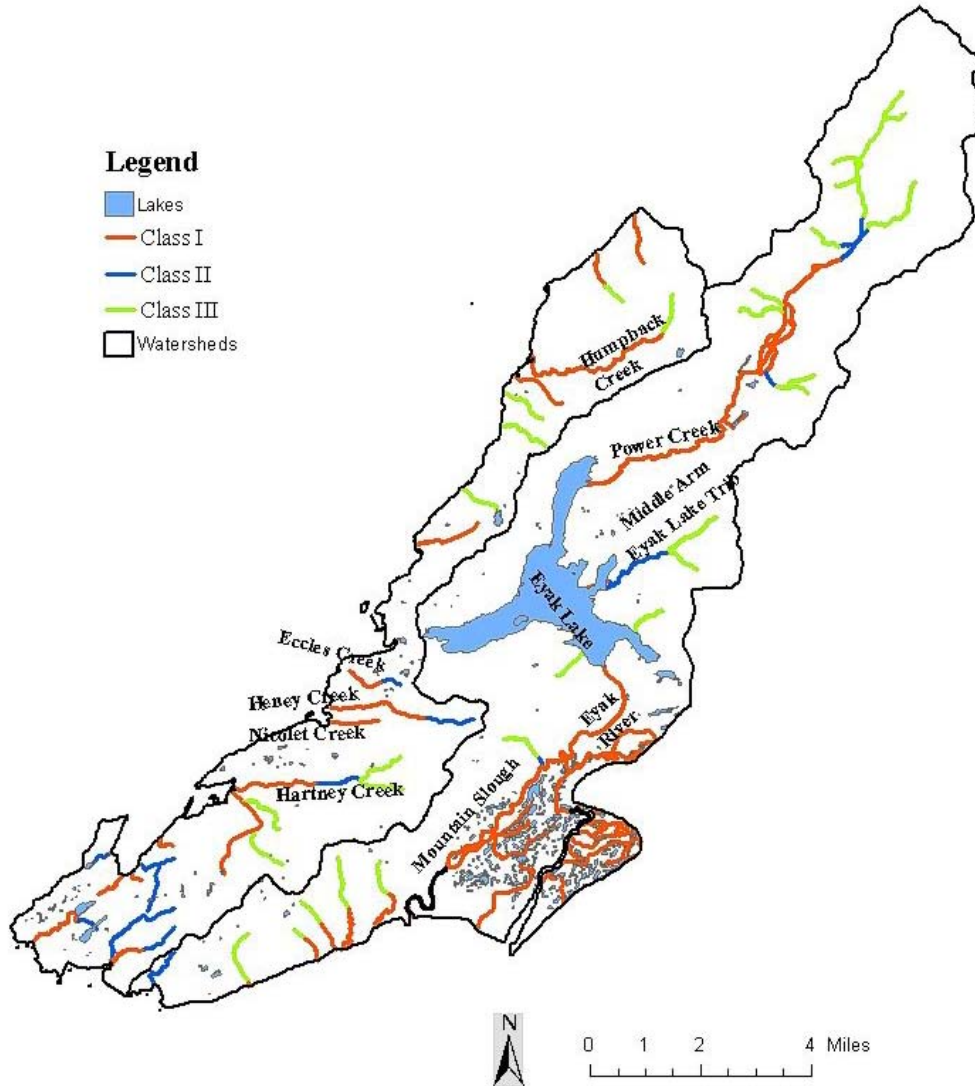 Legend
Lakes
Class I
Class II
Class III
Watersheds
Humpback
Creek
Power Creek
Middle Arm
Eyak Lake Trib
Eyak Lake
Eccles Creek
Heney Creek
Nicolet Creek
Eyak
River
Hartney Creek
Mountain Slough
N
0 1 2 4 Miles